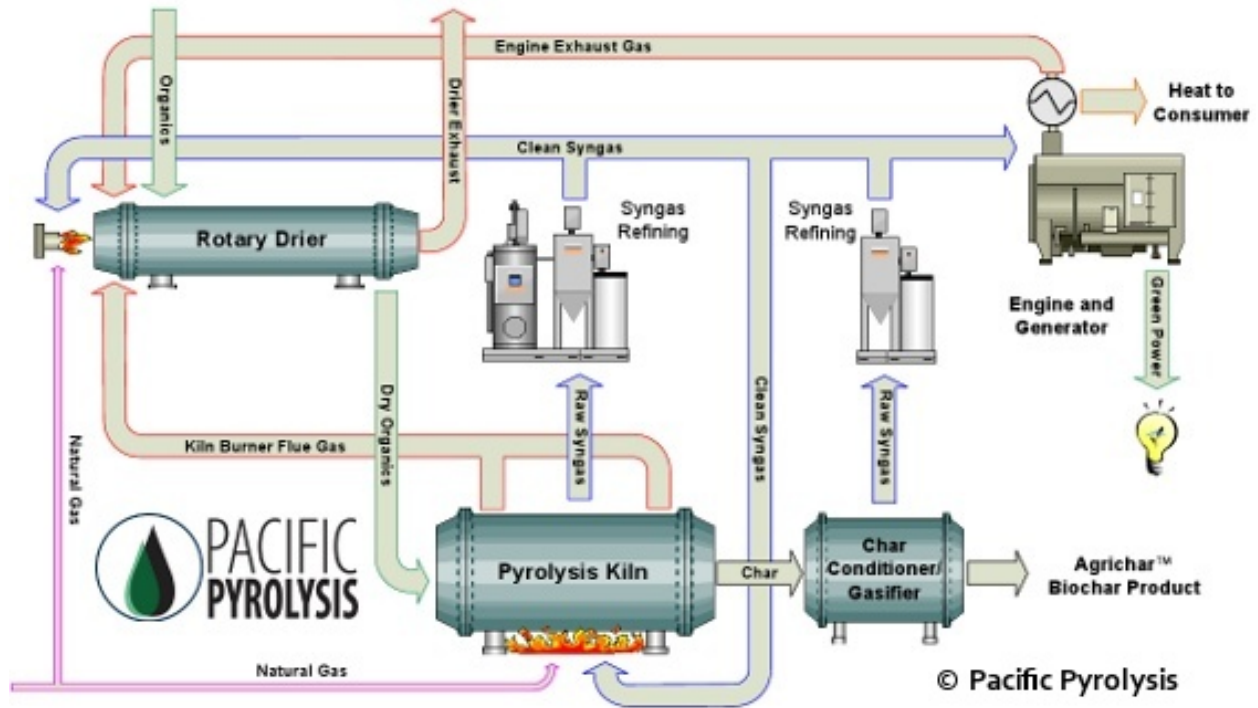 Engine Exhaust Gas
Organics
Drier Exhaust
Heat to
Consumer
Clean Syngas
Rotary Drier
Syngas
Refining
Syngas
Refining
Engine and
Generator
Green Power
Natural Gas
Kiln Burner Flue Gas
Dry Organics
Raw Syngas
Clean Syngas
Raw Syngas
PACIFIC
PYROLYSIS
Pyrolysis Kiln
Char
Char
Conditioner/
Gasifier
Agrichar™
Biochar Product
Natural Gas
© Pacific Pyrolysis